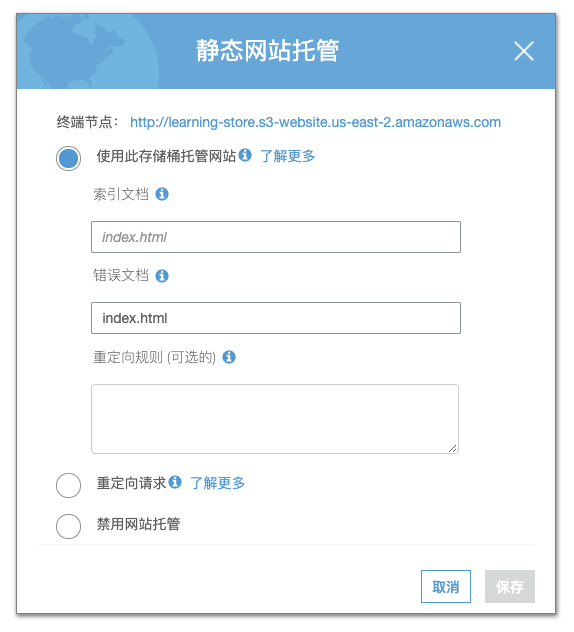 静态网站托管
终端节点： http://learning-store.s3-website.us-east-2.amazonaws.com
使用此存储桶托管网站 了解更多
索引文档
index.html
错误文档
index.html
重定向规则 (可选的)
重定向请求 了解更多
禁用网站托管
取消 保存